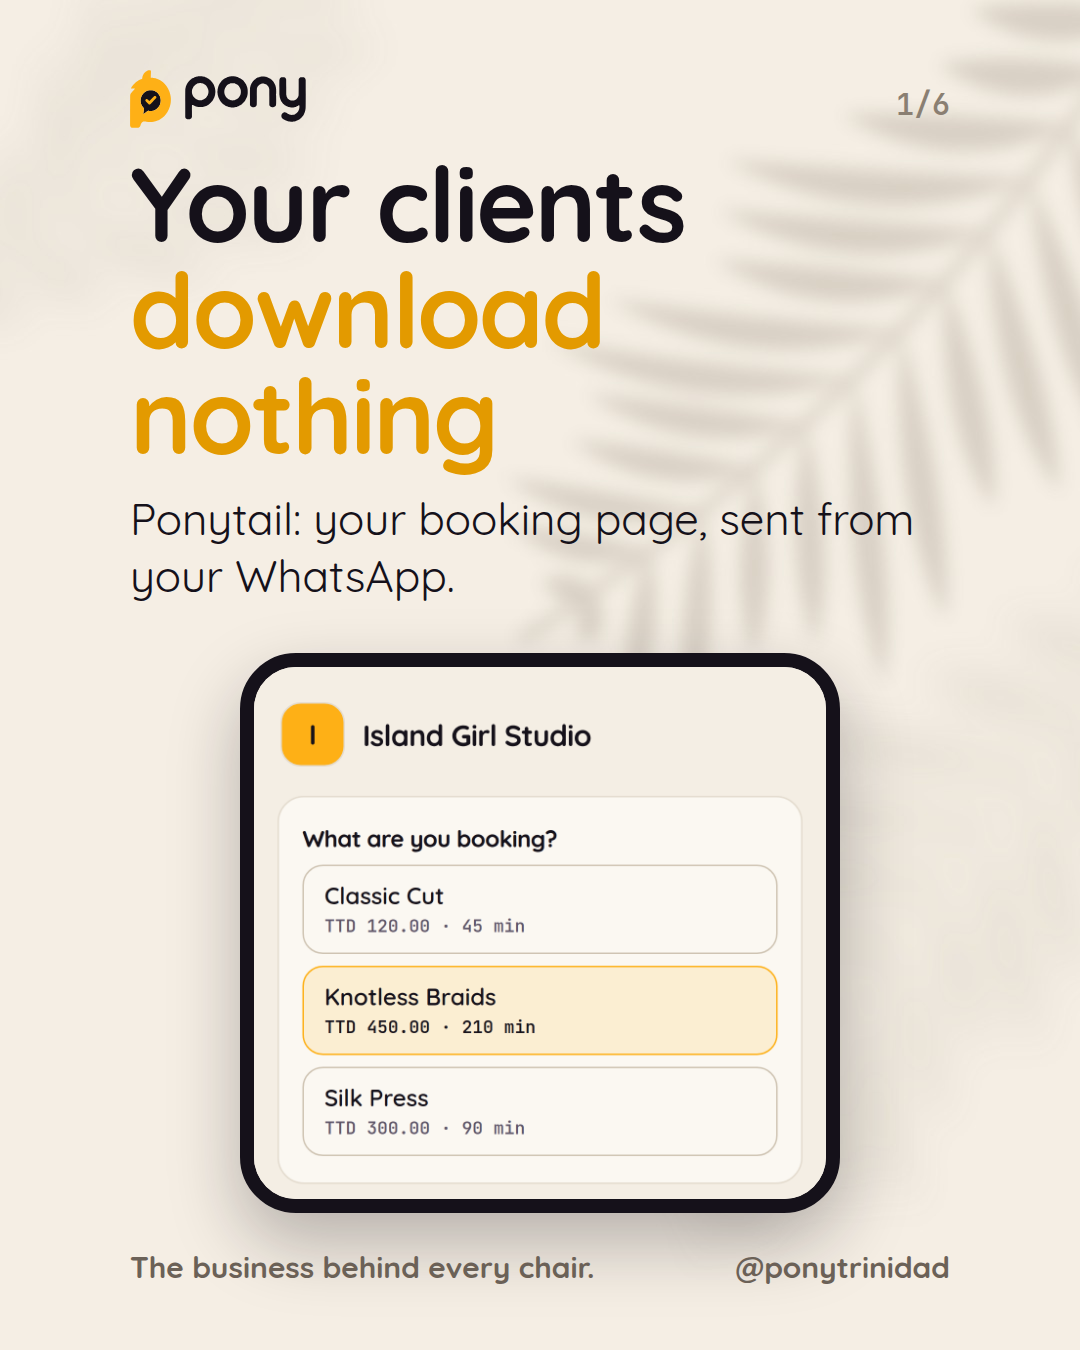 pony
1/6
Your clients
download
nothing
Ponytail: your booking page, sent from
your WhatsApp.
I
Island Girl Studio
What are you booking?
Classic Cut
TTD 120.00 · 45 min
Knotless Braids
TTD 450.00 · 210 min
Silk Press
TTD 300.00 · 90 min
The business behind every chair.
@ponytrinidad